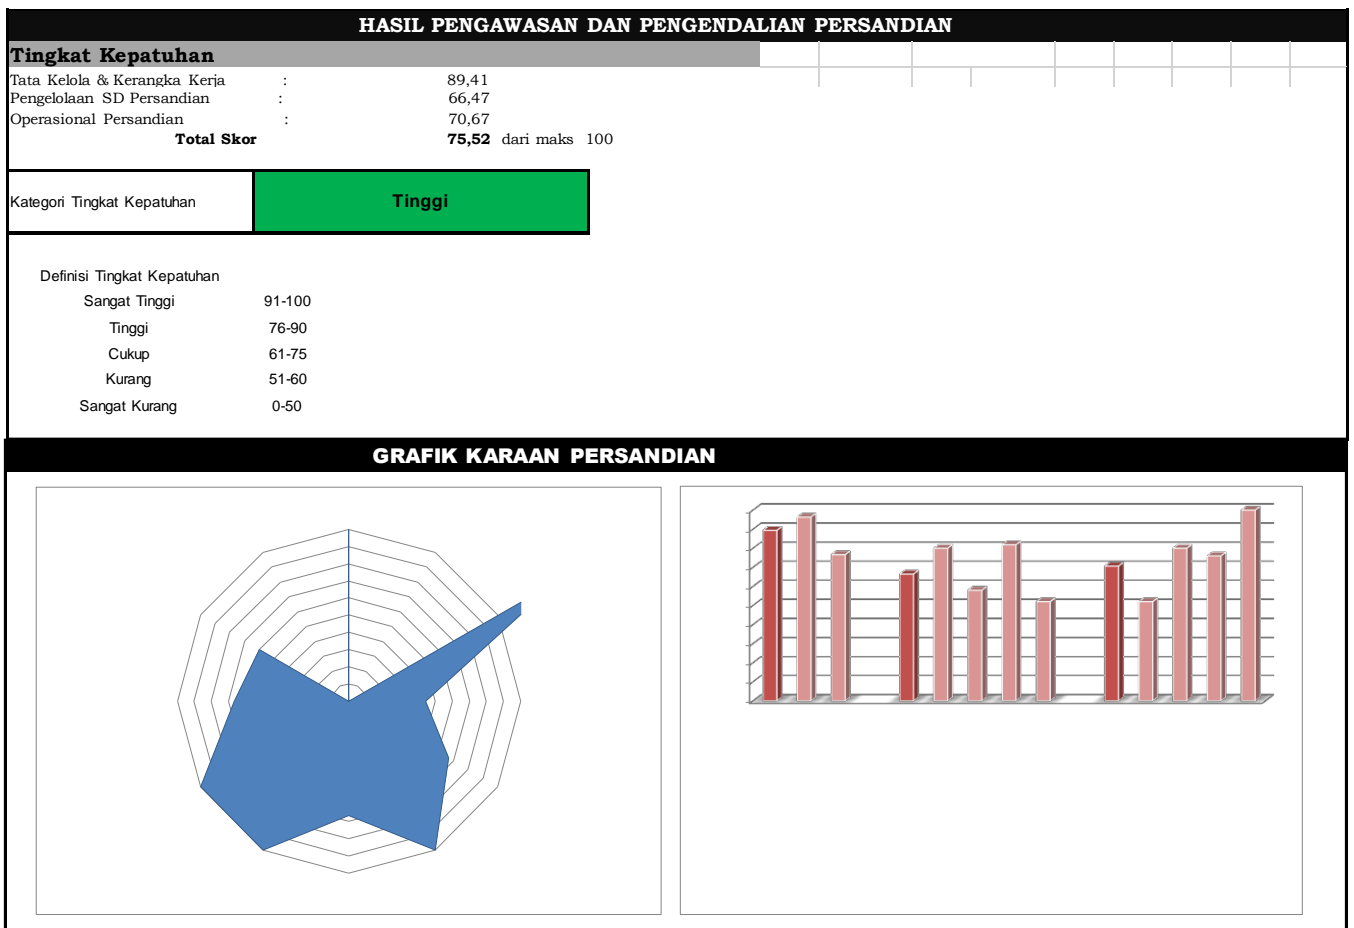 HASIL PENGAWASAN DAN PENGENDALIAN PERSANDIAN
Tingkat Kepatuhan
Tata Kelola & Kerangka Kerja : 89,41
Pengelolaan SD Persandian : 66,47
Operasional Persandian : 70,67
Total Skor 75,52 dari maks 100
Kategori Tingkat Kepatuhan Tinggi
Definisi Tingkat Kepatuhan
Sangat Tinggi 91-100
Tinggi 76-90
Cukup 61-75
Kurang 51-60
Sangat Kurang 0-50
GRAFIK KARAAN PERSANDIAN